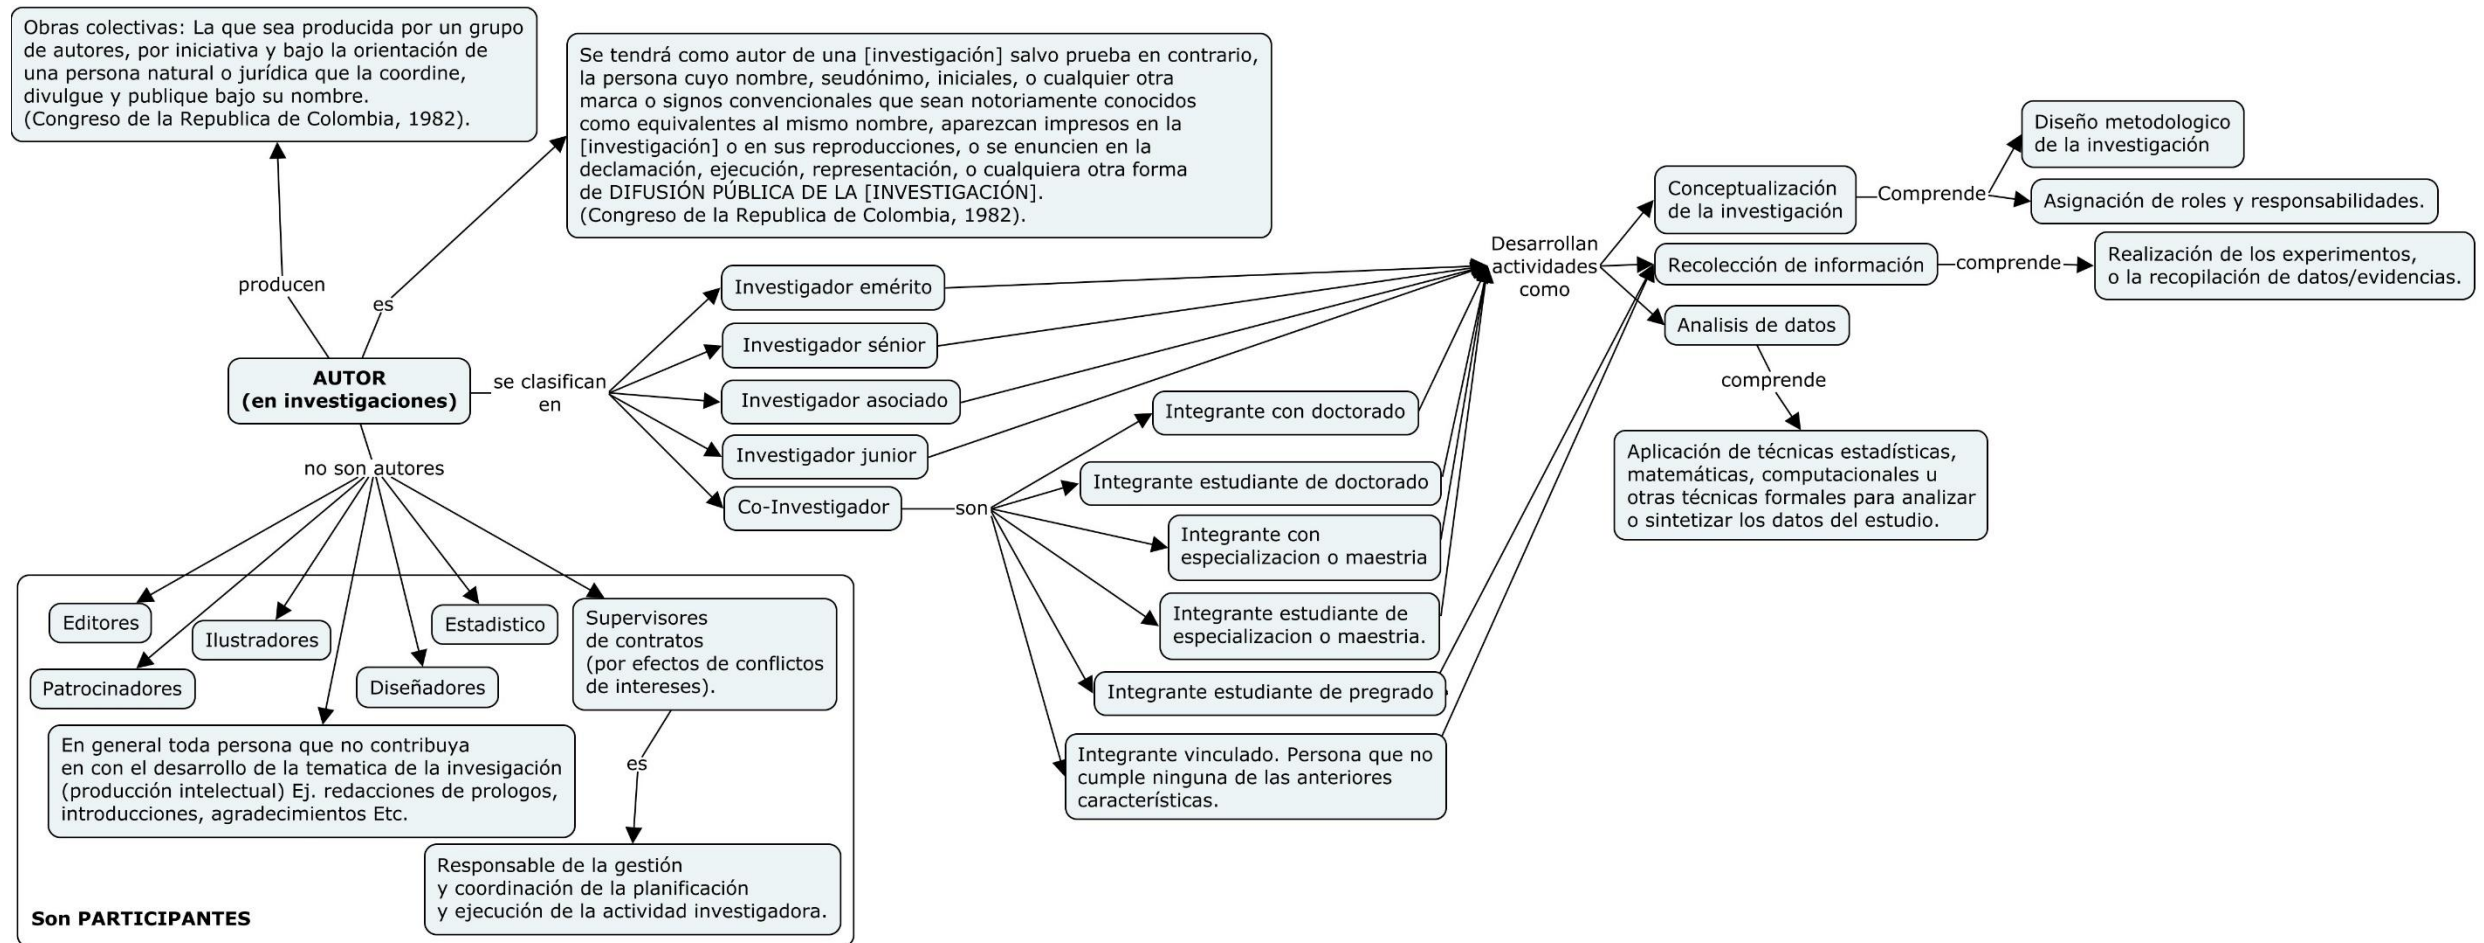 Obras colectivas: La que sea producida por un grupo
de autores, por iniciativa y bajo la orientación de
una persona natural o jurídica que la coordine,
divulgue y publique bajo su nombre.
(Congreso de la Republica de Colombia, 1982).
Se tendrá como autor de una [investigación] salvo prueba en contrario,
la persona cuyo nombre, seudónimo, iniciales, o cualquier otra
marca o signos convencionales que sean notoriamente conocidos
como equivalentes al mismo nombre, aparezcan impresos en la
[investigación] o en sus reproducciones, o se enuncien en la
declamación, ejecución, representación, o cualquiera otra forma
de DIFUSIÓN PÚBLICA DE LA [INVESTIGACIÓN].
(Congreso de la Republica de Colombia, 1982).
producen
es
AUTOR
(en investigaciones)
se clasifican
en
Investigador emérito
Investigador sénior
Investigador asociado
Investigador junior
Co-Investigador
son
Integrante con doctorado
Integrante estudiante de doctorado
Integrante con
especializacion o maestria
Integrante estudiante de
especializacion o maestria.
Integrante estudiante de pregrado
Integrante vinculado. Persona que no
cumple ninguna de las anteriores
características.
Desarrollan
actividades
como
Conceptualización
de la investigación
Comprende
Diseño metodologico
de la investigación
Asignación de roles y responsabilidades.
Recolección de información
comprende
Realización de los experimentos,
o la recopilación de datos/evidencias.
Analisis de datos
comprende
Aplicación de técnicas estadísticas,
matemáticas, computacionales u
otras técnicas formales para analizar
o sintetizar los datos del estudio.
no son autores
Editores
Patrocinadores
Ilustradores
Diseñadores
Estadistico
Supervisores
de contratos
(por efectos de conflictos
de intereses).
En general toda persona que no contribuya
en con el desarrollo de la tematica de la invesigación
(producción intelectual) Ej. redacciones de prologos,
introducciones, agradecimientos Etc.
es
Responsable de la gestión
y coordinación de la planificación
y ejecución de la actividad investigadora.
Son PARTICIPANTES